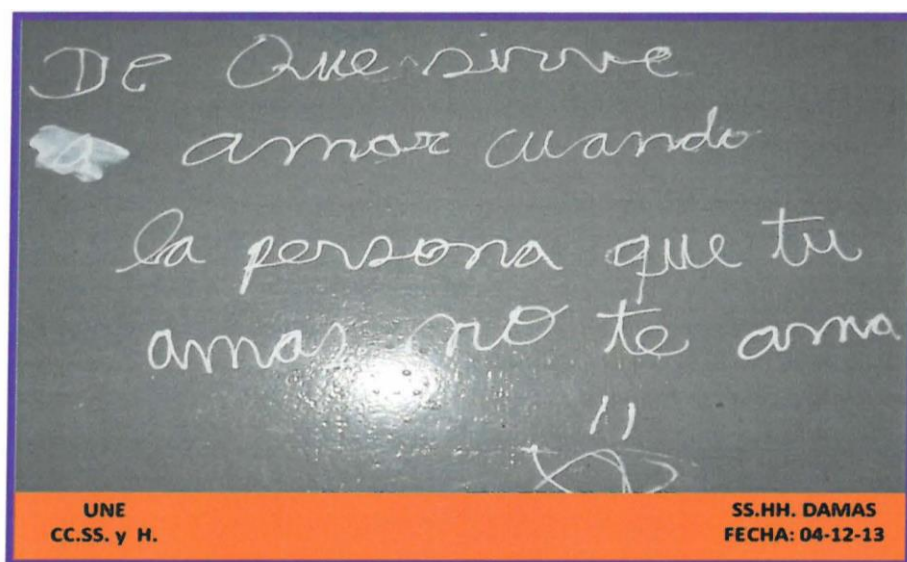 De Que sirve
amor cuando
la persona que tu
amas no te ama
UNE
CC.SS. y H.
SS.HH. DAMAS
FECHA: 04-12-13